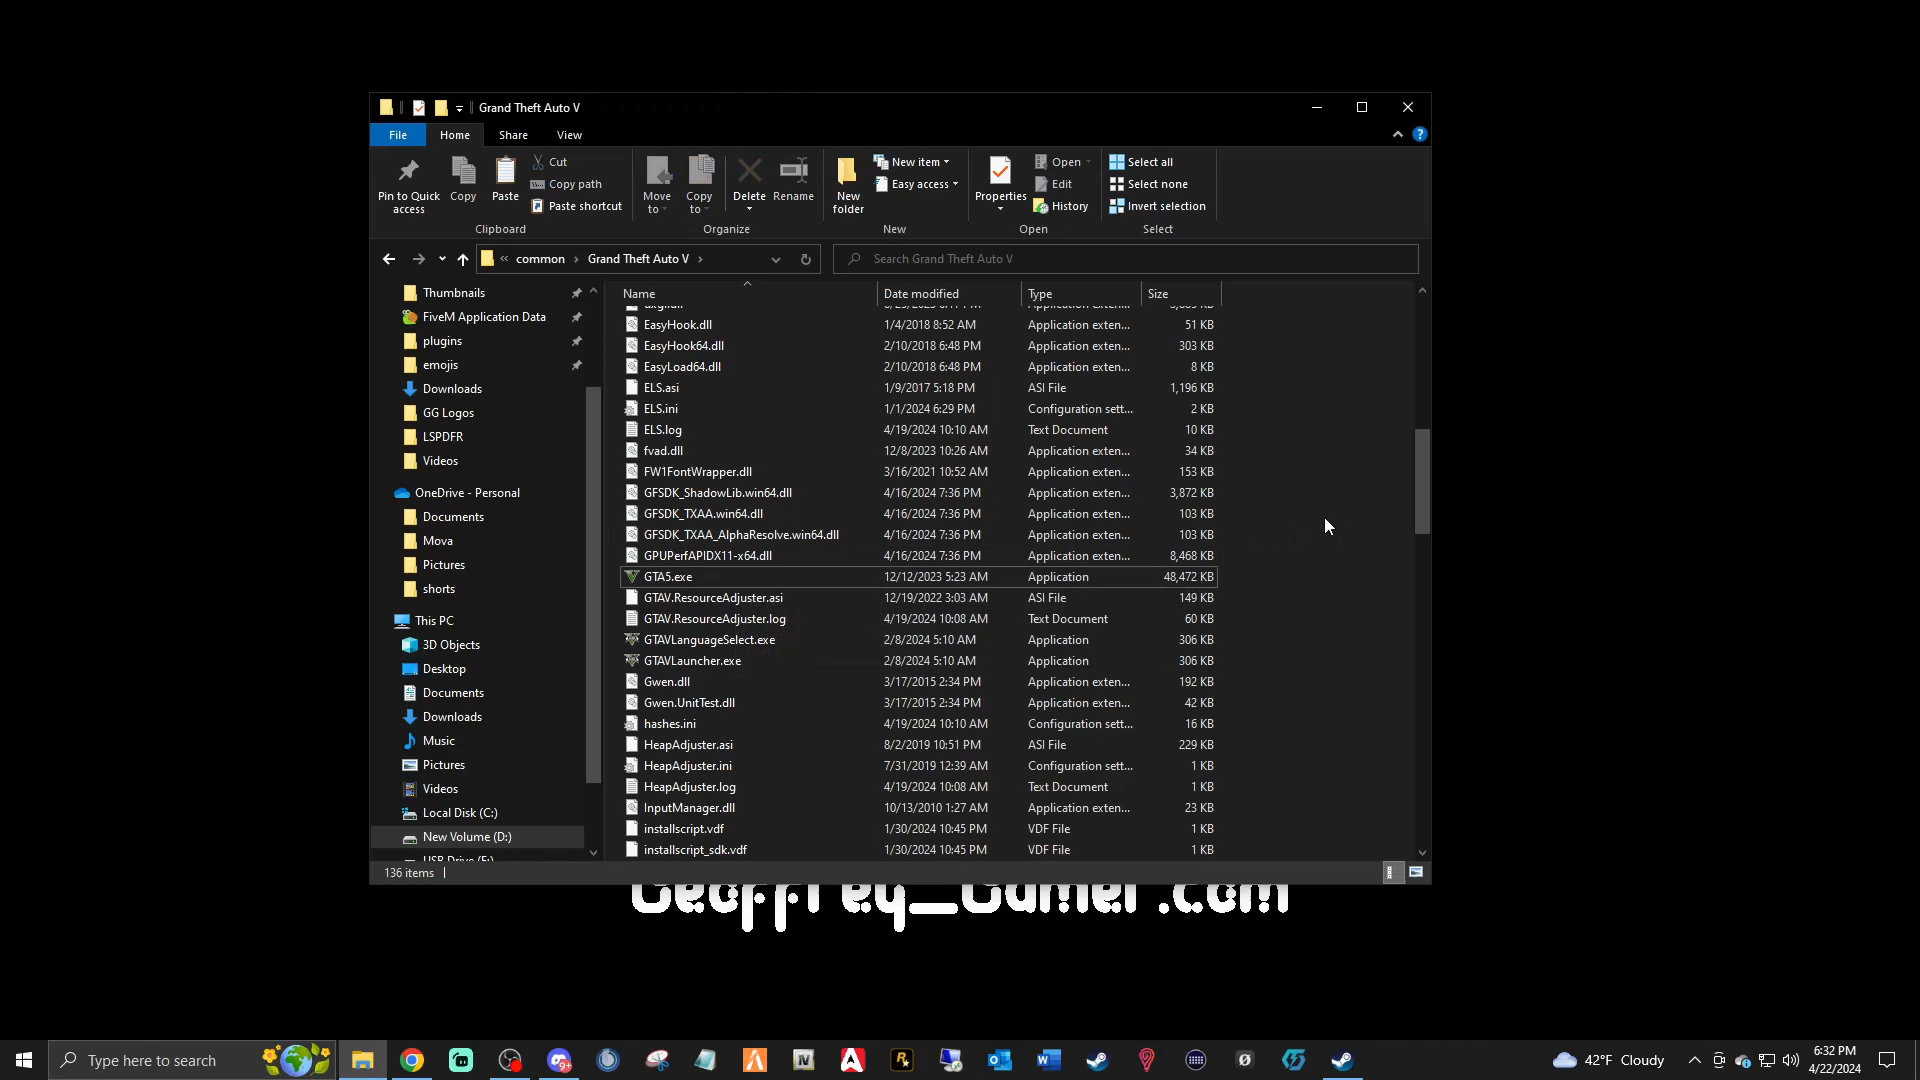 Grand Theft Auto V
File Home Share View
Pin to Quick access
Copy
Paste
Cut
Copy path
Paste shortcut
Clipboard
Move to
Copy to
Delete
Rename
Organize
New folder
New item
Easy access
New
Properties
Open
Edit
History
Open
Select all
Select none
Invert selection
Select
« common › Grand Theft Auto V ›
Search Grand Theft Auto V
Thumbnails
FiveM Application Data
plugins
emojis
Downloads
GG Logos
LSPDFR
Videos
OneDrive - Personal
Documents
Mova
Pictures
shorts
This PC
3D Objects
Desktop
Documents
Downloads
Music
Pictures
Videos
Local Disk (C:)
New Volume (D:)
Name Date modified Type Size
EasyHook.dll 1/4/2018 8:52 AM Application exten... 51 KB
EasyHook64.dll 2/10/2018 6:48 PM Application exten... 303 KB
EasyLoad64.dll 2/10/2018 6:48 PM Application exten... 8 KB
ELS.asi 1/9/2017 5:18 PM ASI File 1,196 KB
ELS.ini 1/1/2024 6:29 PM Configuration sett... 2 KB
ELS.log 4/19/2024 10:10 AM Text Document 10 KB
fvad.dll 12/8/2023 10:26 AM Application exten... 34 KB
FW1FontWrapper.dll 3/16/2021 10:52 AM Application exten... 153 KB
GFSDK_ShadowLib.win64.dll 4/16/2024 7:36 PM Application exten... 3,872 KB
GFSDK_TXAA.win64.dll 4/16/2024 7:36 PM Application exten... 103 KB
GFSDK_TXAA_AlphaResolve.win64.dll 4/16/2024 7:36 PM Application exten... 103 KB
GPUPerfAPIDX11-x64.dll 4/16/2024 7:36 PM Application exten... 8,468 KB
GTA5.exe 12/12/2023 5:23 AM Application 48,472 KB
GTAV.ResourceAdjuster.asi 12/19/2022 3:03 AM ASI File 149 KB
GTAV.ResourceAdjuster.log 4/19/2024 10:08 AM Text Document 60 KB
GTAVLanguageSelect.exe 2/8/2024 5:10 AM Application 306 KB
GTAVLauncher.exe 2/8/2024 5:10 AM Application 306 KB
Gwen.dll 3/17/2015 2:34 PM Application exten... 192 KB
Gwen.UnitTest.dll 3/17/2015 2:34 PM Application exten... 42 KB
hashes.ini 4/19/2024 10:10 AM Configuration sett... 16 KB
HeapAdjuster.asi 8/2/2019 10:51 PM ASI File 229 KB
HeapAdjuster.ini 7/31/2019 12:39 AM Configuration sett... 1 KB
HeapAdjuster.log 4/19/2024 10:08 AM Text Document 1 KB
InputManager.dll 10/13/2010 1:27 AM Application exten... 23 KB
installscript.vdf 1/30/2024 10:45 PM VDF File 1 KB
installscript_sdk.vdf 1/30/2024 10:45 PM VDF File 1 KB
136 items
Geoffrey_Gamer.com
Type here to search
9+
IV
42°F Cloudy
6:32 PM
4/22/2024